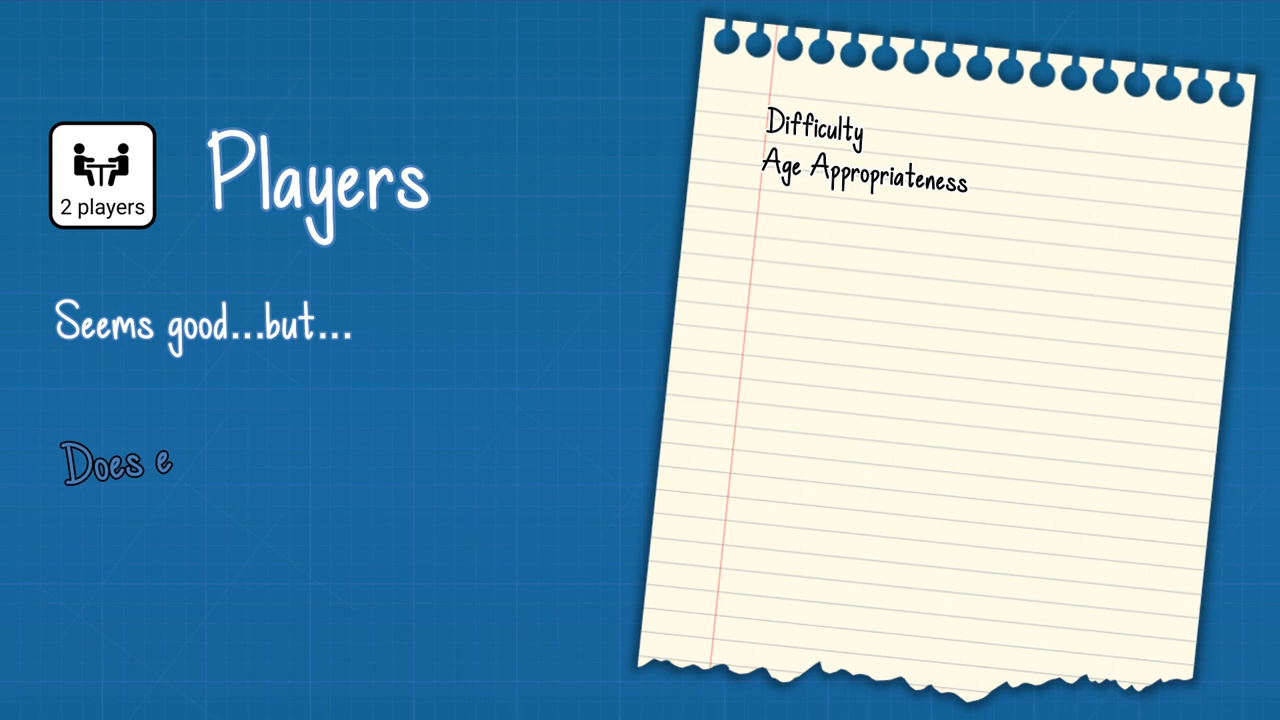 Players
2 players
Seems good...but...
Does e
Difficulty
Age Appropriateness